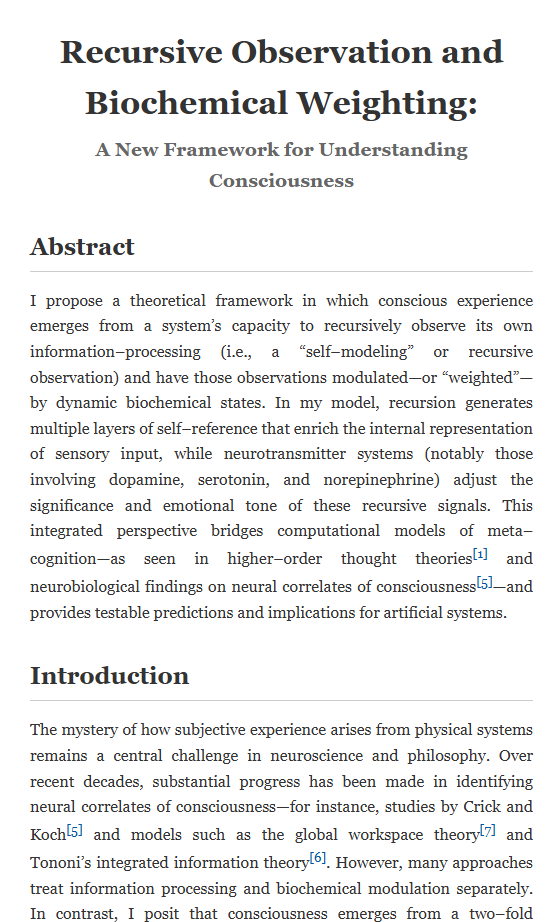 Recursive Observation and
Biochemical Weighting:
A New Framework for Understanding
Consciousness
Abstract
I propose a theoretical framework in which conscious experience
emerges from a system’s capacity to recursively observe its own
information–processing (i.e., a “self–modeling” or recursive
observation) and have those observations modulated—or “weighted”—
by dynamic biochemical states. In my model, recursion generates
multiple layers of self–reference that enrich the internal representation
of sensory input, while neurotransmitter systems (notably those
involving dopamine, serotonin, and norepinephrine) adjust the
significance and emotional tone of these recursive signals. This
integrated perspective bridges computational models of meta–
cognition—as seen in higher–order thought theories[1] and
neurobiological findings on neural correlates of consciousness[5]—and
provides testable predictions and implications for artificial systems.
Introduction
The mystery of how subjective experience arises from physical systems
remains a central challenge in neuroscience and philosophy. Over
recent decades, substantial progress has been made in identifying
neural correlates of consciousness—for instance, studies by Crick and
Koch[5] and models such as the global workspace theory[7] and
Tononi’s integrated information theory[6]. However, many approaches
treat information processing and biochemical modulation separately.
In contrast, I posit that consciousness emerges from a two–fold